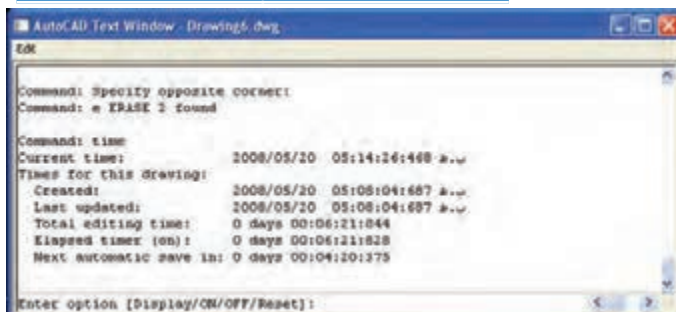 AutoCAD Text Window - Drawing6.dwg
Edit
Command: Specify opposite corner:
Command: e ERASE 2 found
Command: time
Current time: 2008/05/20 05:14:26:468 ب.ظ
Times for this drawing:
Created: 2008/05/20 05:08:04:687 ب.ظ
Last updated: 2008/05/20 05:08:04:687 ب.ظ
Total editing time: 0 days 00:06:21:844
Elapsed timer (on): 0 days 00:06:21:828
Next automatic save in: 0 days 00:04:20:375
Enter option [Display/ON/OFF/Reset]: